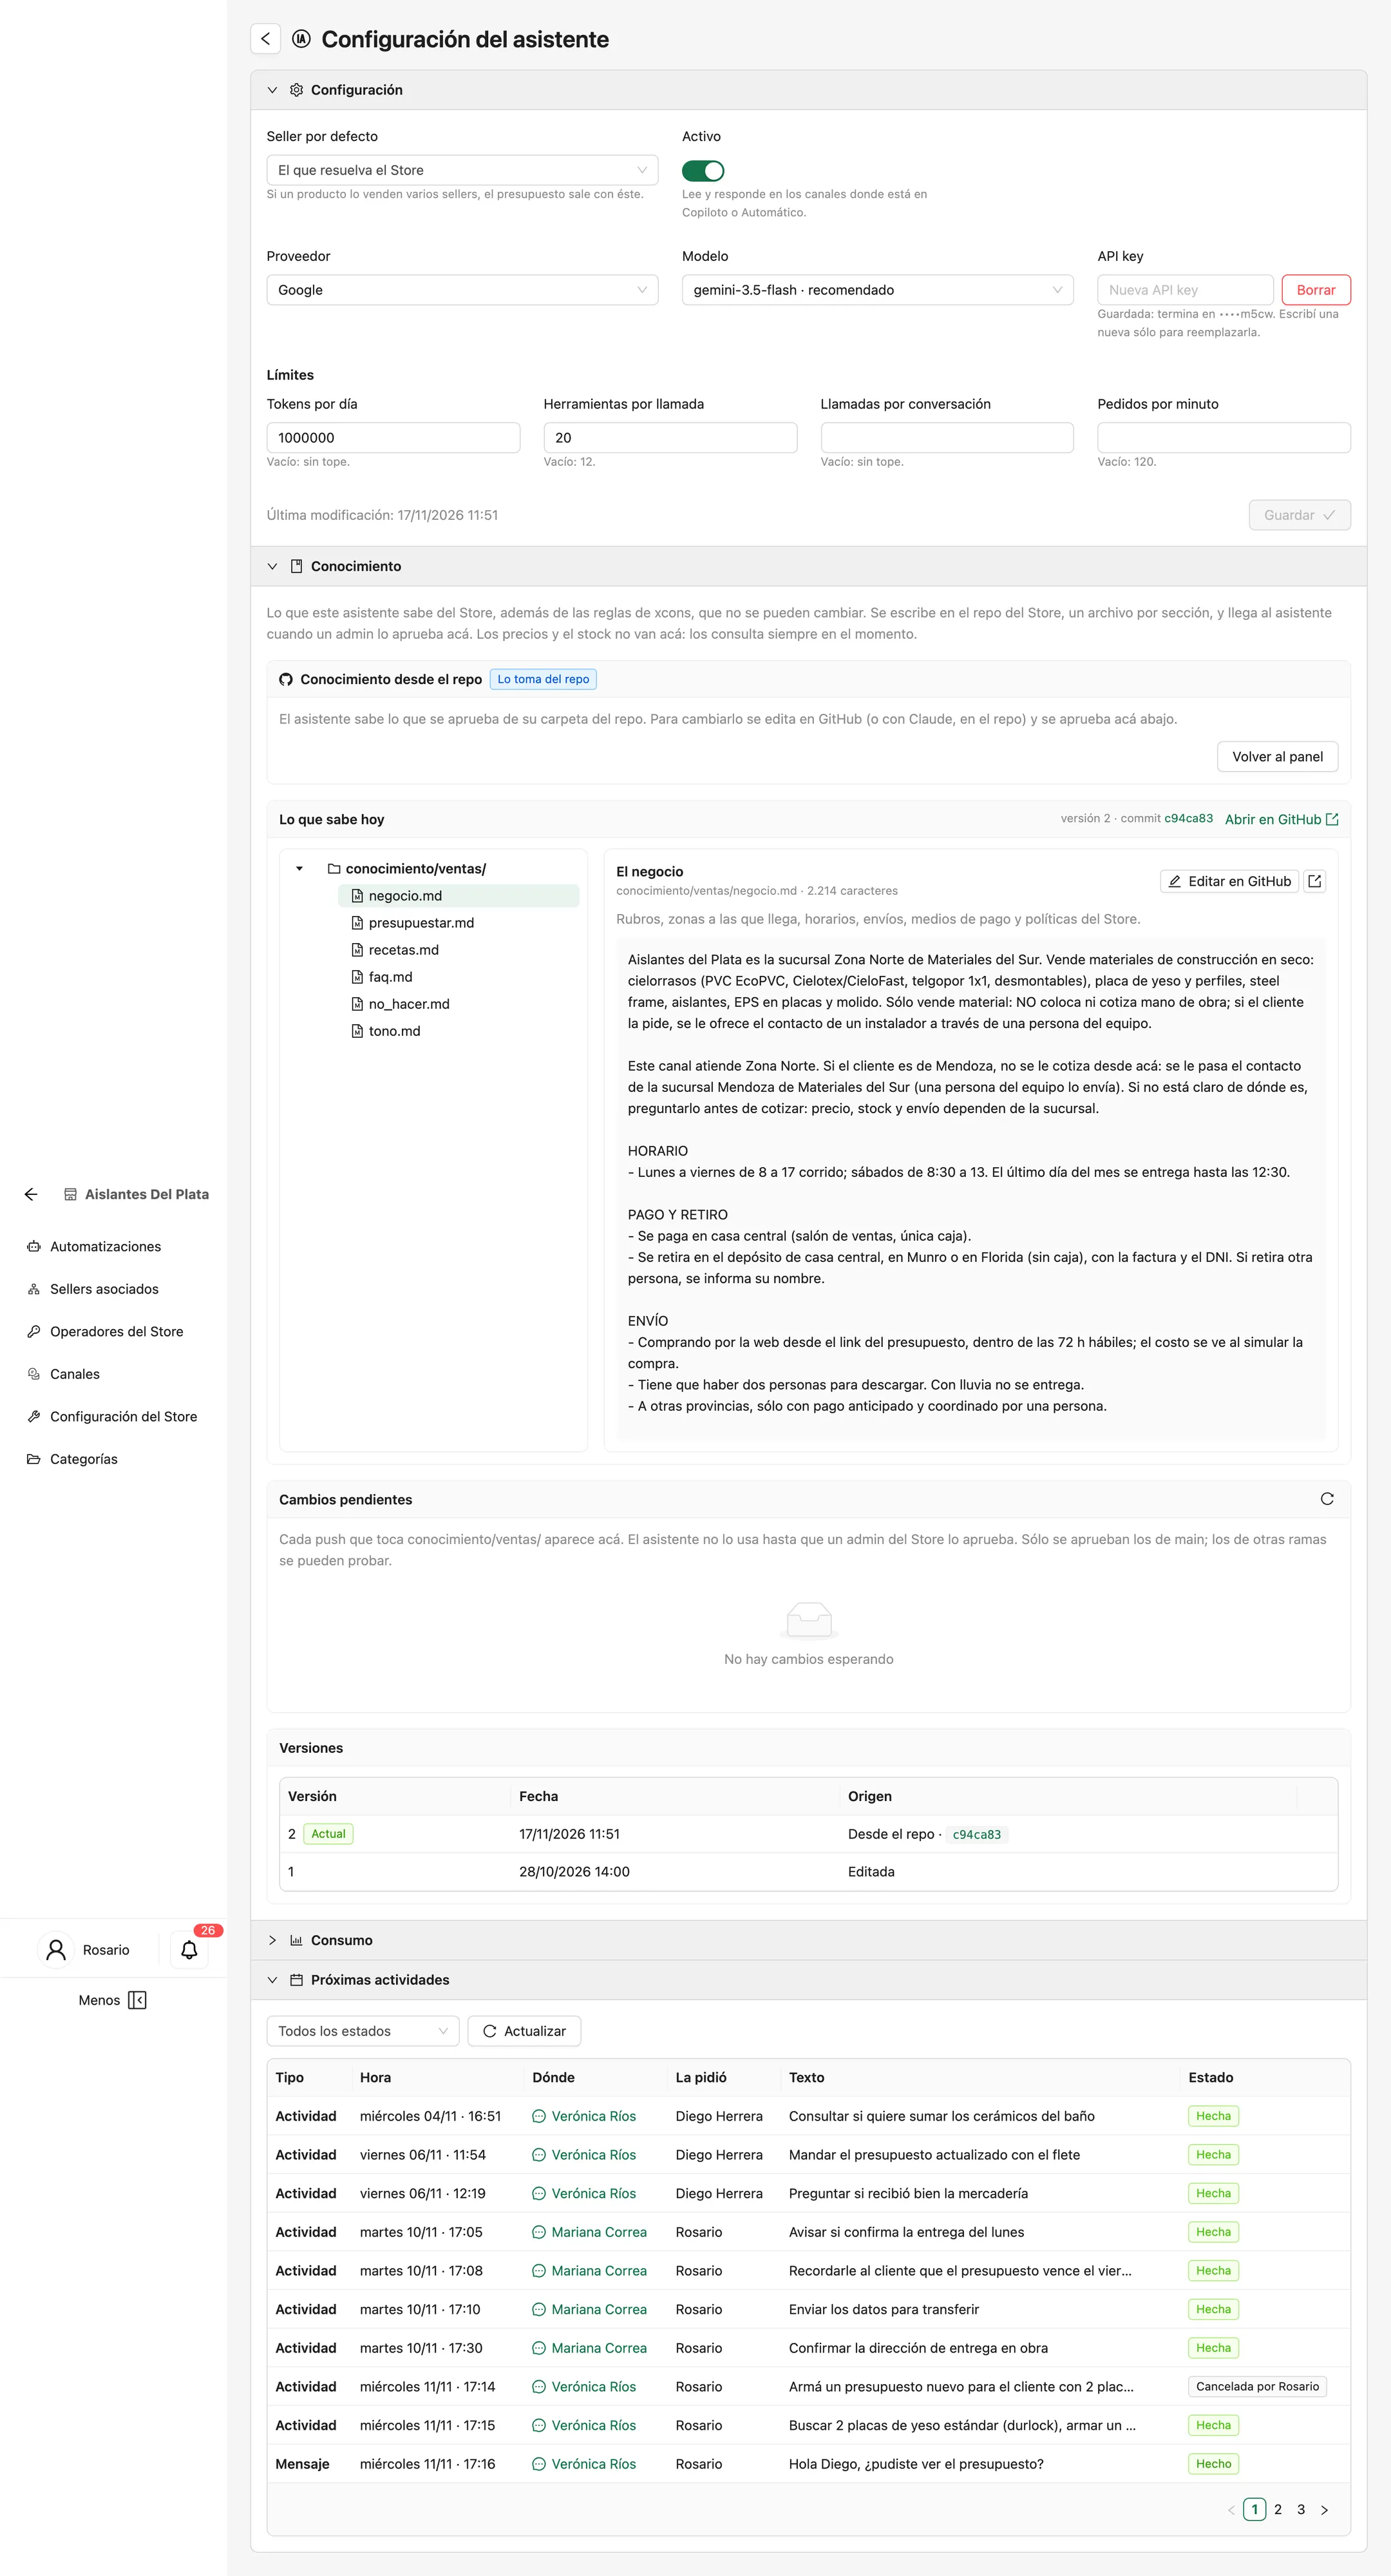 Configuración del asistente
Configuración
Seller por defecto
Activo
El que resuelva el Store
Si un producto lo venden varios sellers, el presupuesto sale con éste.
Lee y responde en los canales donde está en
Copiloto o Automático.
Proveedor
Modelo
API key
Google
gemini-3.5-flash · recomendado
Nueva API key
Borrar
Guardada: termina en ••••m5cw. Escribí una
nueva sólo para reemplazarla.
Límites
Tokens por día
Herramientas por llamada
Llamadas por conversación
Pedidos por minuto
1000000
20
Vacío: sin tope.
Vacío: 12.
Vacío: sin tope.
Vacío: 120.
Última modificación: 17/11/2026 11:51
Guardar
Conocimiento
Lo que este asistente sabe del Store, además de las reglas de xcons, que no se pueden cambiar. Se escribe en el repo del Store, un archivo por sección, y llega al asistente
cuando un admin lo aprueba acá. Los precios y el stock no van acá: los consulta siempre en el momento.
Conocimiento desde el repo
Lo toma del repo
El asistente sabe lo que se aprueba de su carpeta del repo. Para cambiarlo se edita en GitHub (o con Claude, en el repo) y se aprueba acá abajo.
Volver al panel
Lo que sabe hoy
versión 2 · commit c94ca83
Abrir en GitHub
conocimiento/ventas/
negocio.md
presupuestar.md
recetas.md
faq.md
no_hacer.md
tono.md
El negocio
conocimiento/ventas/negocio.md · 2.214 caracteres
Editar en GitHub
Rubros, zonas a las que llega, horarios, envíos, medios de pago y políticas del Store.
Aislantes del Plata es la sucursal Zona Norte de Materiales del Sur. Vende materiales de construcción en seco:
cielorrasos (PVC EcoPVC, Cielotex/CieloFast, telgopor 1x1, desmontables), placa de yeso y perfiles, steel
frame, aislantes, EPS en placas y molido. Sólo vende material: NO coloca ni cotiza mano de obra; si el cliente
la pide, se le ofrece el contacto de un instalador a través de una persona del equipo.
Este canal atiende Zona Norte. Si el cliente es de Mendoza, no se le cotiza desde acá: se le pasa el contacto
de la sucursal Mendoza de Materiales del Sur (una persona del equipo lo envía). Si no está claro de dónde es,
preguntarlo antes de cotizar: precio, stock y envío dependen de la sucursal.
HORARIO
- Lunes a viernes de 8 a 17 corrido; sábados de 8:30 a 13. El último día del mes se entrega hasta las 12:30.
PAGO Y RETIRO
- Se paga en casa central (salón de ventas, única caja).
- Se retira en el depósito de casa central, en Munro o en Florida (sin caja), con la factura y el DNI. Si retira otra
persona, se informa su nombre.
ENVÍO
- Comprando por la web desde el link del presupuesto, dentro de las 72 h hábiles; el costo se ve al simular la
compra.
- Tiene que haber dos personas para descargar. Con lluvia no se entrega.
- A otras provincias, sólo con pago anticipado y coordinado por una persona.
Aislantes Del Plata
Automatizaciones
Sellers asociados
Operadores del Store
Canales
Configuración del Store
Categorías
Cambios pendientes
Cada push que toca conocimiento/ventas/ aparece acá. El asistente no lo usa hasta que un admin del Store lo aprueba. Sólo se aprueban los de main; los de otras ramas
se pueden probar.
No hay cambios esperando
Versiones
Versión Fecha Origen
2 Actual 17/11/2026 11:51 Desde el repo · c94ca83
1 28/10/2026 14:00 Editada
26
Rosario
Menos
Consumo
Próximas actividades
Todos los estados
Actualizar
Tipo Hora Dónde La pidió Texto Estado
Actividad miércoles 04/11 · 16:51 Verónica Ríos Diego Herrera Consultar si quiere sumar los cerámicos del baño Hecha
Actividad viernes 06/11 · 11:54 Verónica Ríos Diego Herrera Mandar el presupuesto actualizado con el flete Hecha
Actividad viernes 06/11 · 12:19 Verónica Ríos Diego Herrera Preguntar si recibió bien la mercadería Hecha
Actividad martes 10/11 · 17:05 Mariana Correa Rosario Avisar si confirma la entrega del lunes Hecha
Actividad martes 10/11 · 17:08 Mariana Correa Rosario Recordarle al cliente que el presupuesto vence el vier... Hecha
Actividad martes 10/11 · 17:10 Mariana Correa Rosario Enviar los datos para transferir Hecha
Actividad martes 10/11 · 17:30 Mariana Correa Rosario Confirmar la dirección de entrega en obra Hecha
Actividad miércoles 11/11 · 17:14 Verónica Ríos Rosario Armá un presupuesto nuevo para el cliente con 2 plac... Cancelada por Rosario
Actividad miércoles 11/11 · 17:15 Verónica Ríos Rosario Buscar 2 placas de yeso estándar (durlock), armar un ... Hecha
Mensaje miércoles 11/11 · 17:16 Verónica Ríos Rosario Hola Diego, ¿pudiste ver el presupuesto? Hecho
1 2 3